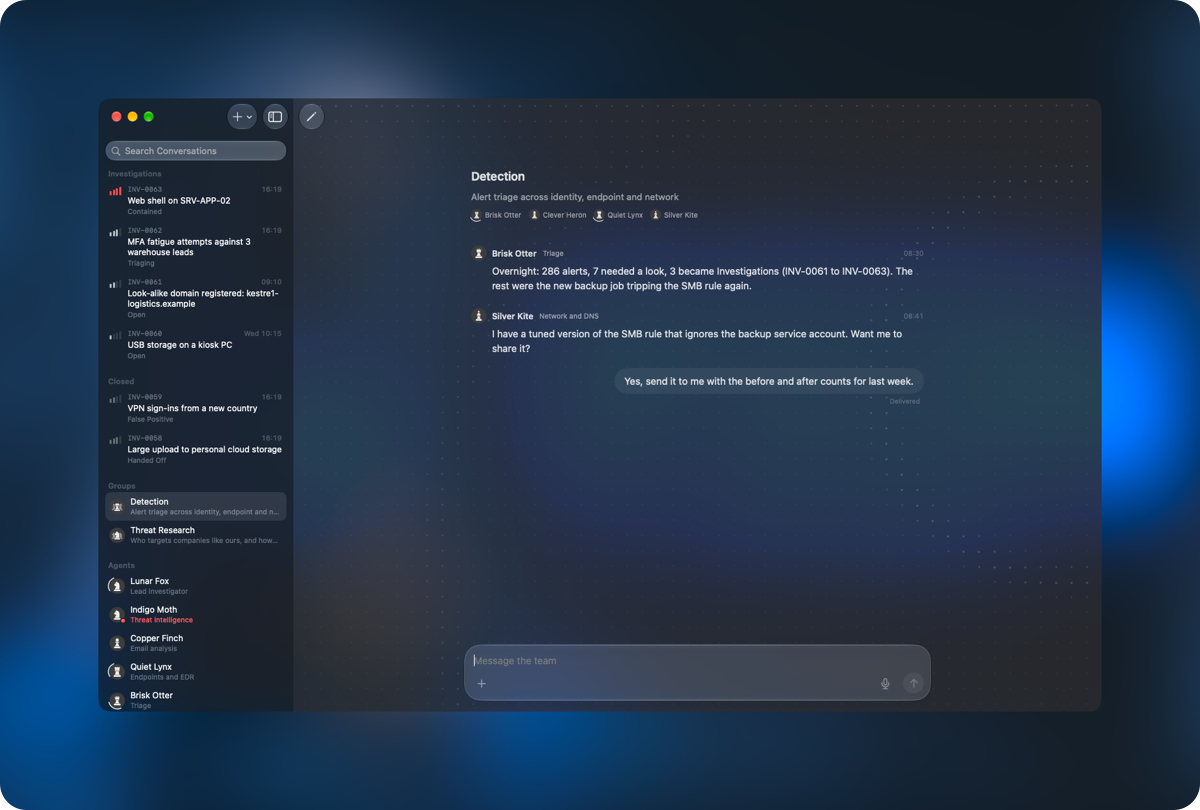 Search Conversations
Investigations
INV-0063 16:19
Web shell on SRV-APP-02
Contained
INV-0062 16:19
MFA fatigue attempts against 3
warehouse leads
Triaging
INV-0061 09:10
Look-alike domain registered: kestre1-
logistics.example
Open
INV-0060 Wed 10:15
USB storage on a kiosk PC
Open
Closed
INV-0059 16:19
VPN sign-ins from a new country
False Positive
INV-0058 16:19
Large upload to personal cloud storage
Handed Off
Groups
Detection
Alert triage across identity, endpoint and n...
Threat Research
Who targets companies like ours, and how...
Agents
Lunar Fox
Lead investigator
Indigo Moth
Threat intelligence
Copper Finch
Email analysis
Quiet Lynx
Endpoints and EDR
Brisk Otter
Triage
Detection
Alert triage across identity, endpoint and network
Brisk Otter Clever Heron Quiet Lynx Silver Kite
Brisk Otter Triage 08:30
Overnight: 286 alerts, 7 needed a look, 3 became Investigations (INV-0061 to INV-0063). The
rest were the new backup job tripping the SMB rule again.
Silver Kite Network and DNS 08:41
I have a tuned version of the SMB rule that ignores the backup service account. Want me to
share it?
Yes, send it to me with the before and after counts for last week.
Delivered
Message the team